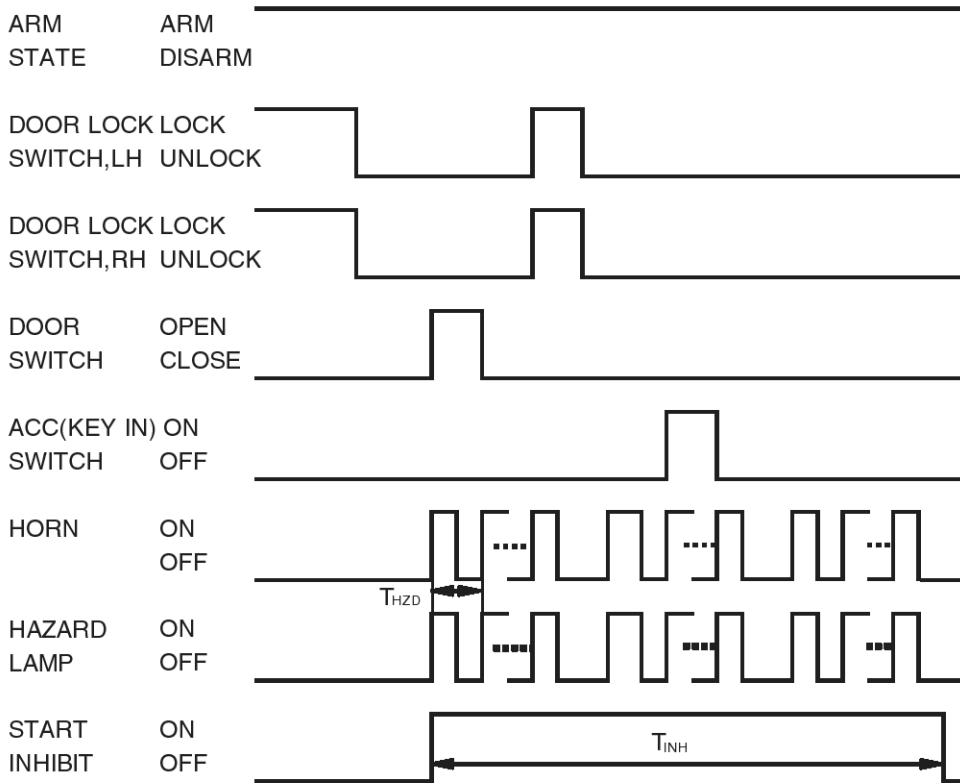 ARM ARM
STATE DISARM
DOOR LOCK LOCK
SWITCH,LH UNLOCK
DOOR LOCK LOCK
SWITCH,RH UNLOCK
DOOR OPEN
SWITCH CLOSE
ACC(KEY IN) ON
SWITCH OFF
HORN ON
OFF
THZD
HAZARD ON
LAMP OFF
START ON
TINH
INHIBIT OFF